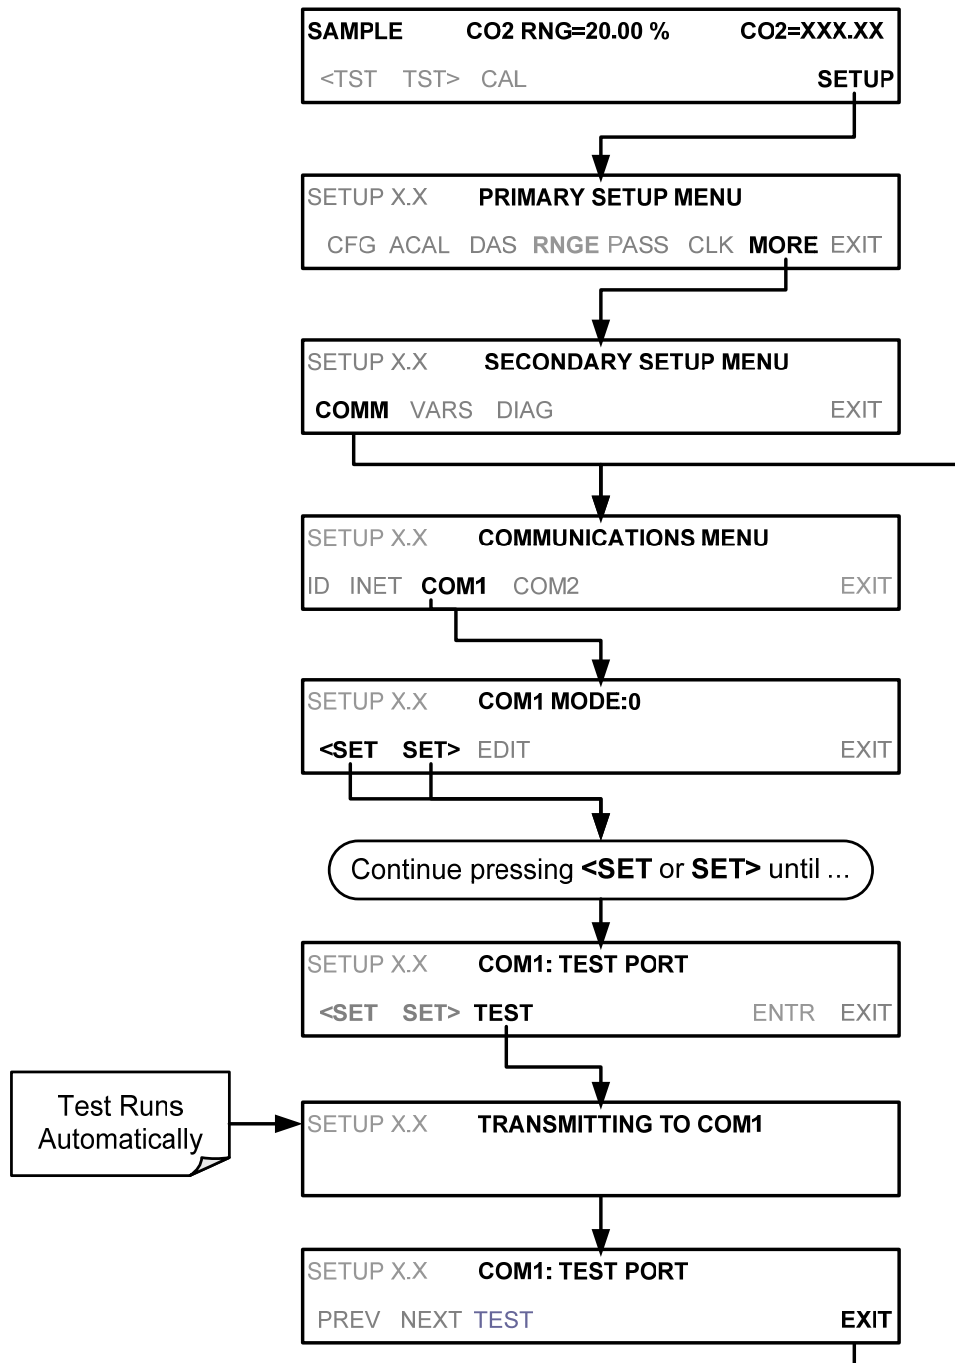 SAMPLE CO2 RNG=20.00 % CO2=XXX.XX
<TST TST> CAL SETUP
SETUP X.X PRIMARY SETUP MENU
CFG ACAL DAS RNGE PASS CLK MORE EXIT
SETUP X.X SECONDARY SETUP MENU
COMM VARS DIAG EXIT
SETUP X.X COMMUNICATIONS MENU
ID INET COM1 COM2 EXIT
SETUP X.X COM1 MODE:0
<SET SET> EDIT EXIT
Continue pressing <SET or SET> until ...
SETUP X.X COM1: TEST PORT
<SET SET> TEST ENTR EXIT
Test Runs
Automatically
SETUP X.X TRANSMITTING TO COM1
SETUP X.X COM1: TEST PORT
PREV NEXT TEST EXIT